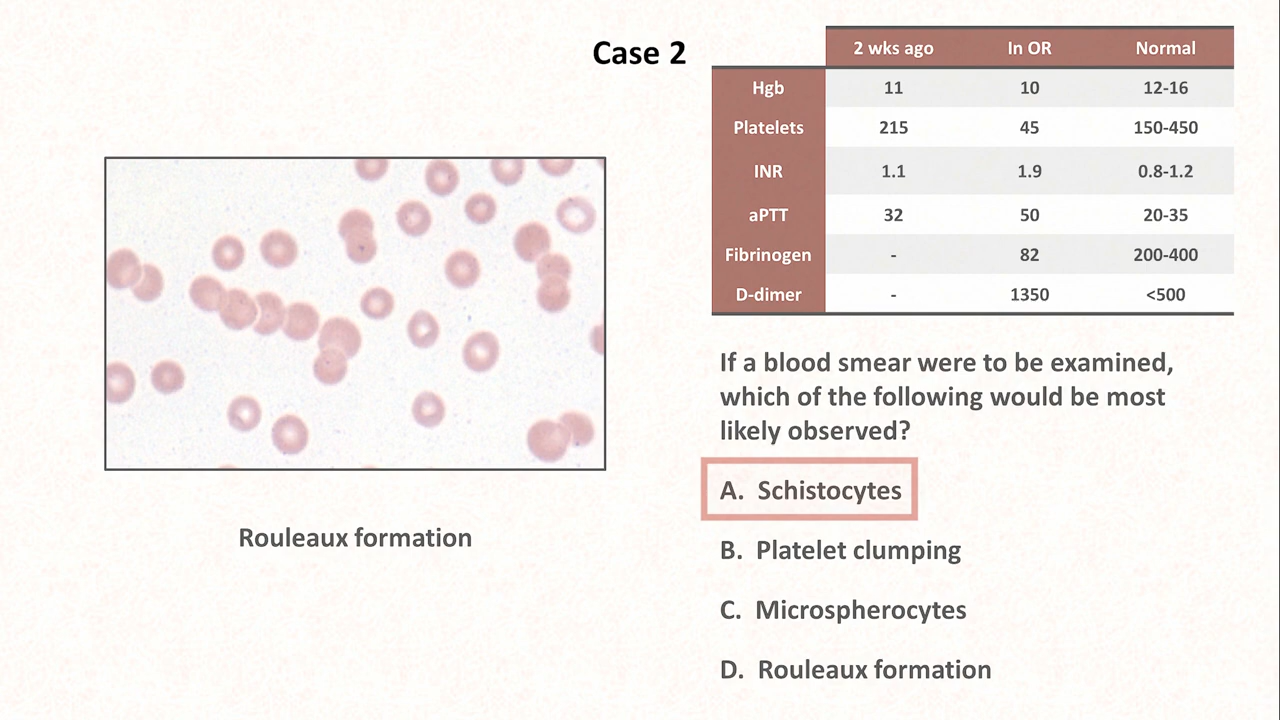 Case 2
2 wks ago In OR Normal
Hgb 11 10 12-16
Platelets 215 45 150-450
INR 1.1 1.9 0.8-1.2
aPTT 32 50 20-35
Fibrinogen - 82 200-400
D-dimer - 1350 <500
Rouleaux formation
If a blood smear were to be examined,
which of the following would be most
likely observed?
A. Schistocytes
B. Platelet clumping
C. Microspherocytes
D. Rouleaux formation